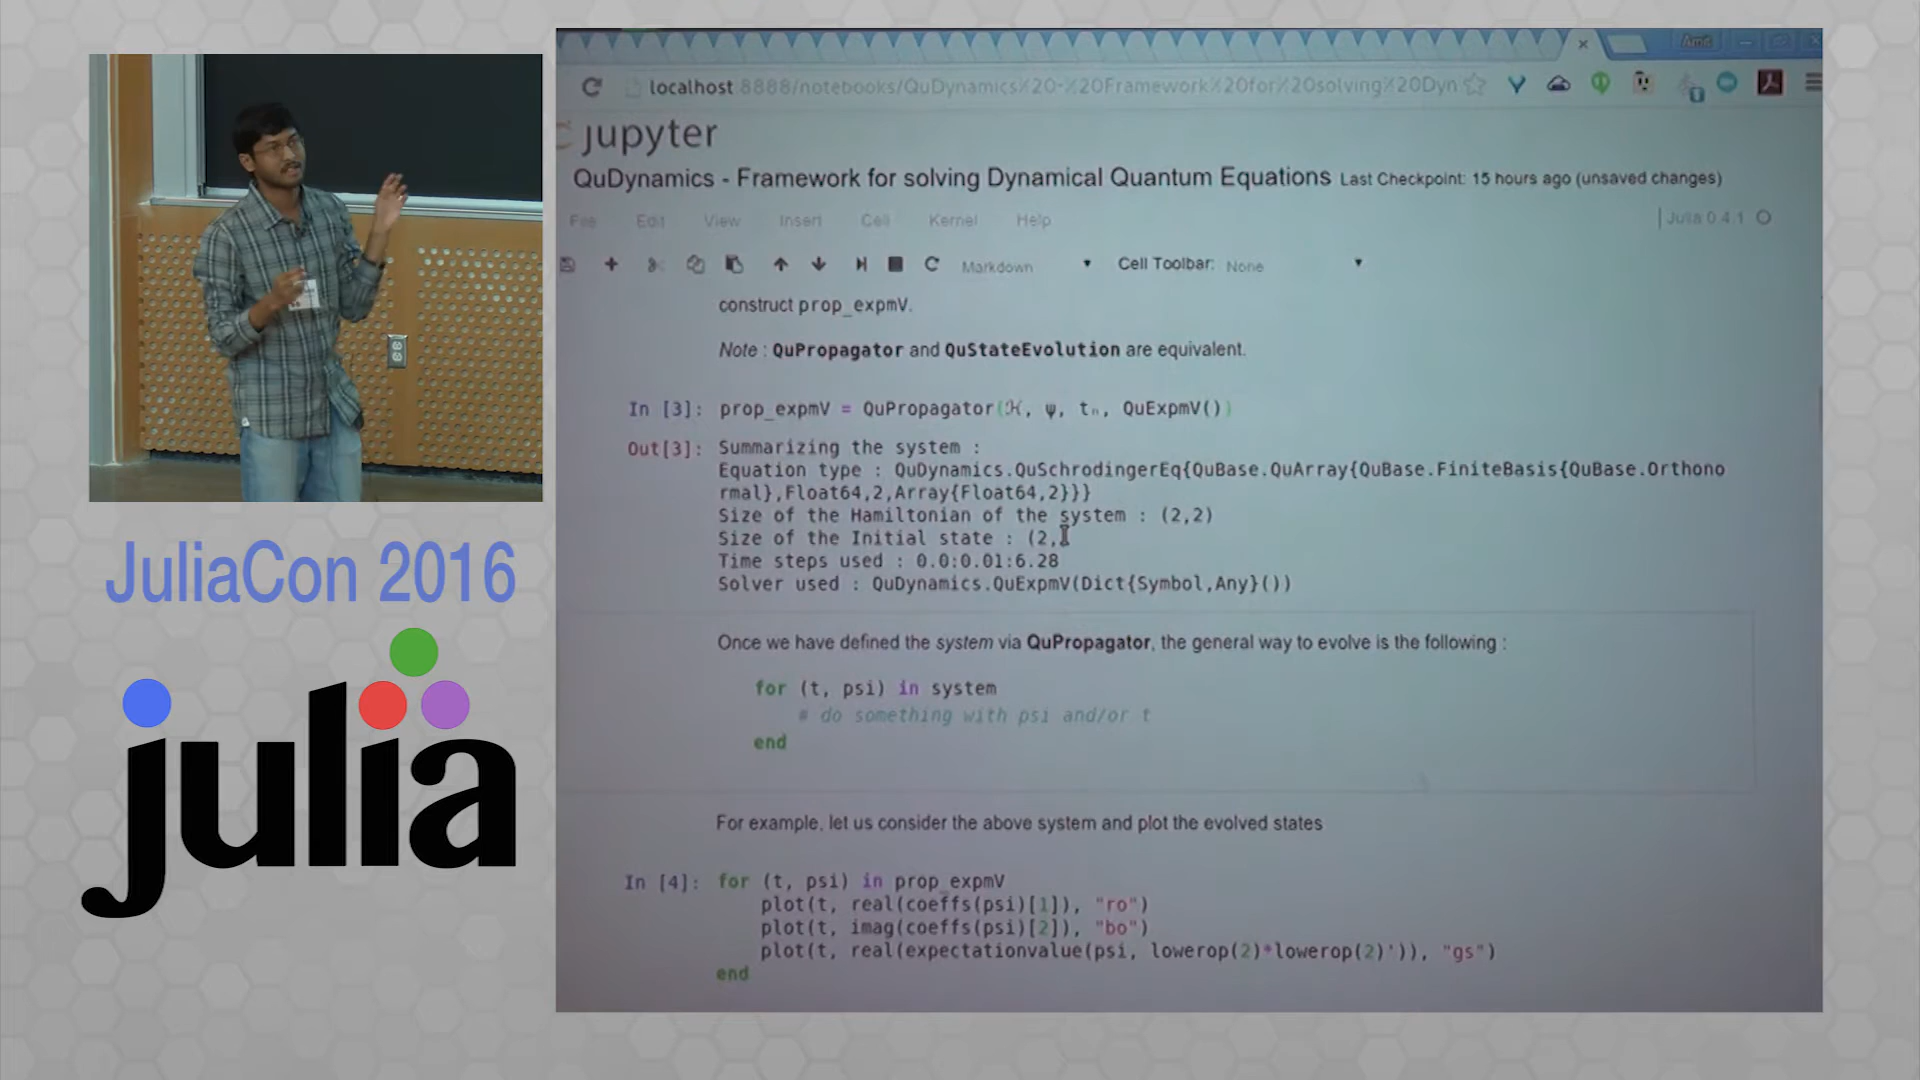 Amit
localhost:8888/notebooks/QuDynamics%20-%20Framework%20for%20solving%20Dyn
jupyter
QuDynamics - Framework for solving Dynamical Quantum Equations Last Checkpoint: 15 hours ago (unsaved changes)
File Edit View Insert Cell Kernel Help
Julia 0.4.1
Markdown Cell Toolbar: None
construct prop_expmV.
Note : QuPropagator and QuStateEvolution are equivalent.
In [3]: prop_expmV = QuPropagator(ℋ, ψ, tₙ, QuExpmV())
Out[3]: Summarizing the system :
Equation type : QuDynamics.QuSchrodingerEq{QuBase.QuArray{QuBase.FiniteBasis{QuBase.Orthono
rmal},Float64,2,Array{Float64,2}}}
Size of the Hamiltonian of the system : (2,2)
Size of the Initial state : (2,
Time steps used : 0.0:0.01:6.28
Solver used : QuDynamics.QuExpmV(Dict{Symbol,Any}())
Once we have defined the system via QuPropagator, the general way to evolve is the following :
for (t, psi) in system
# do something with psi and/or t
end
For example, let us consider the above system and plot the evolved states
In [4]: for (t, psi) in prop_expmV
plot(t, real(coeffs(psi)[1]), "ro")
plot(t, imag(coeffs(psi)[2]), "bo")
plot(t, real(expectationvalue(psi, lowerop(2)*lowerop(2)')), "gs")
end
JuliaCon 2016
julia